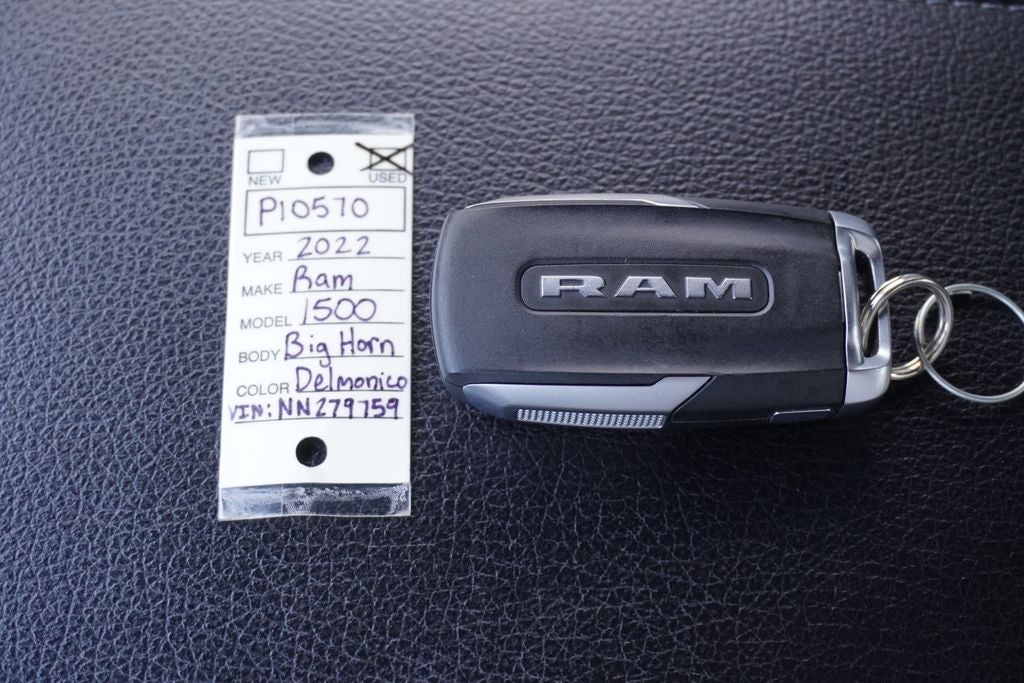 NEW USED
P10570
YEAR 2022
MAKE Ram
MODEL 1500
BODY Big Horn
COLOR Delmonico
VIN: NN279759
RAM